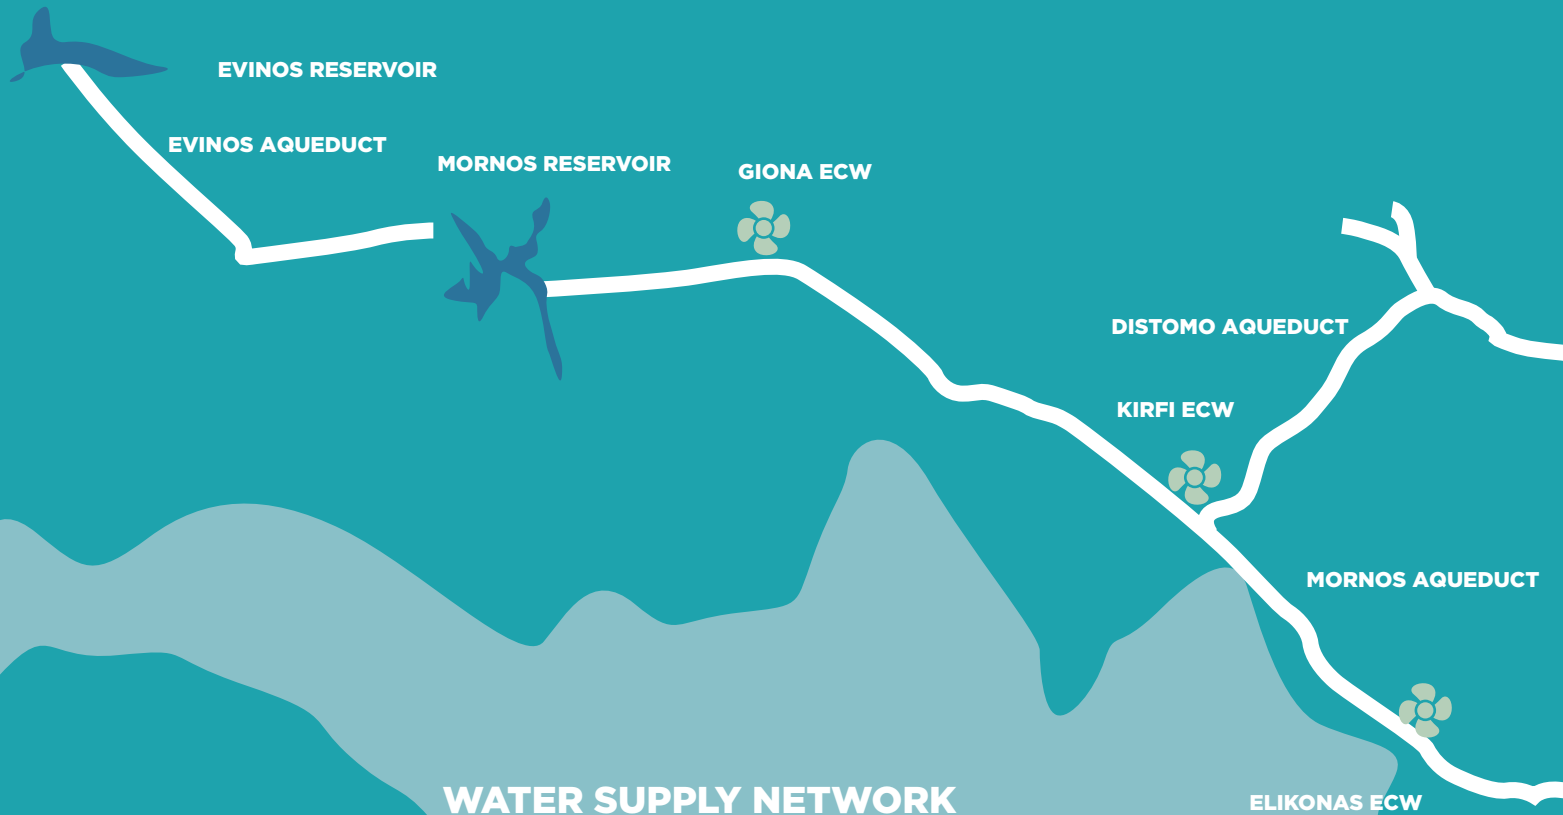 EVINOS RESERVOIR
EVINOS AQUEDUCT
MORNOS RESERVOIR
GIONA ECW
DISTOMO AQUEDUCT
KIRFI ECW
MORNOS AQUEDUCT
WATER SUPPLY NETWORK
ELIKONAS ECW